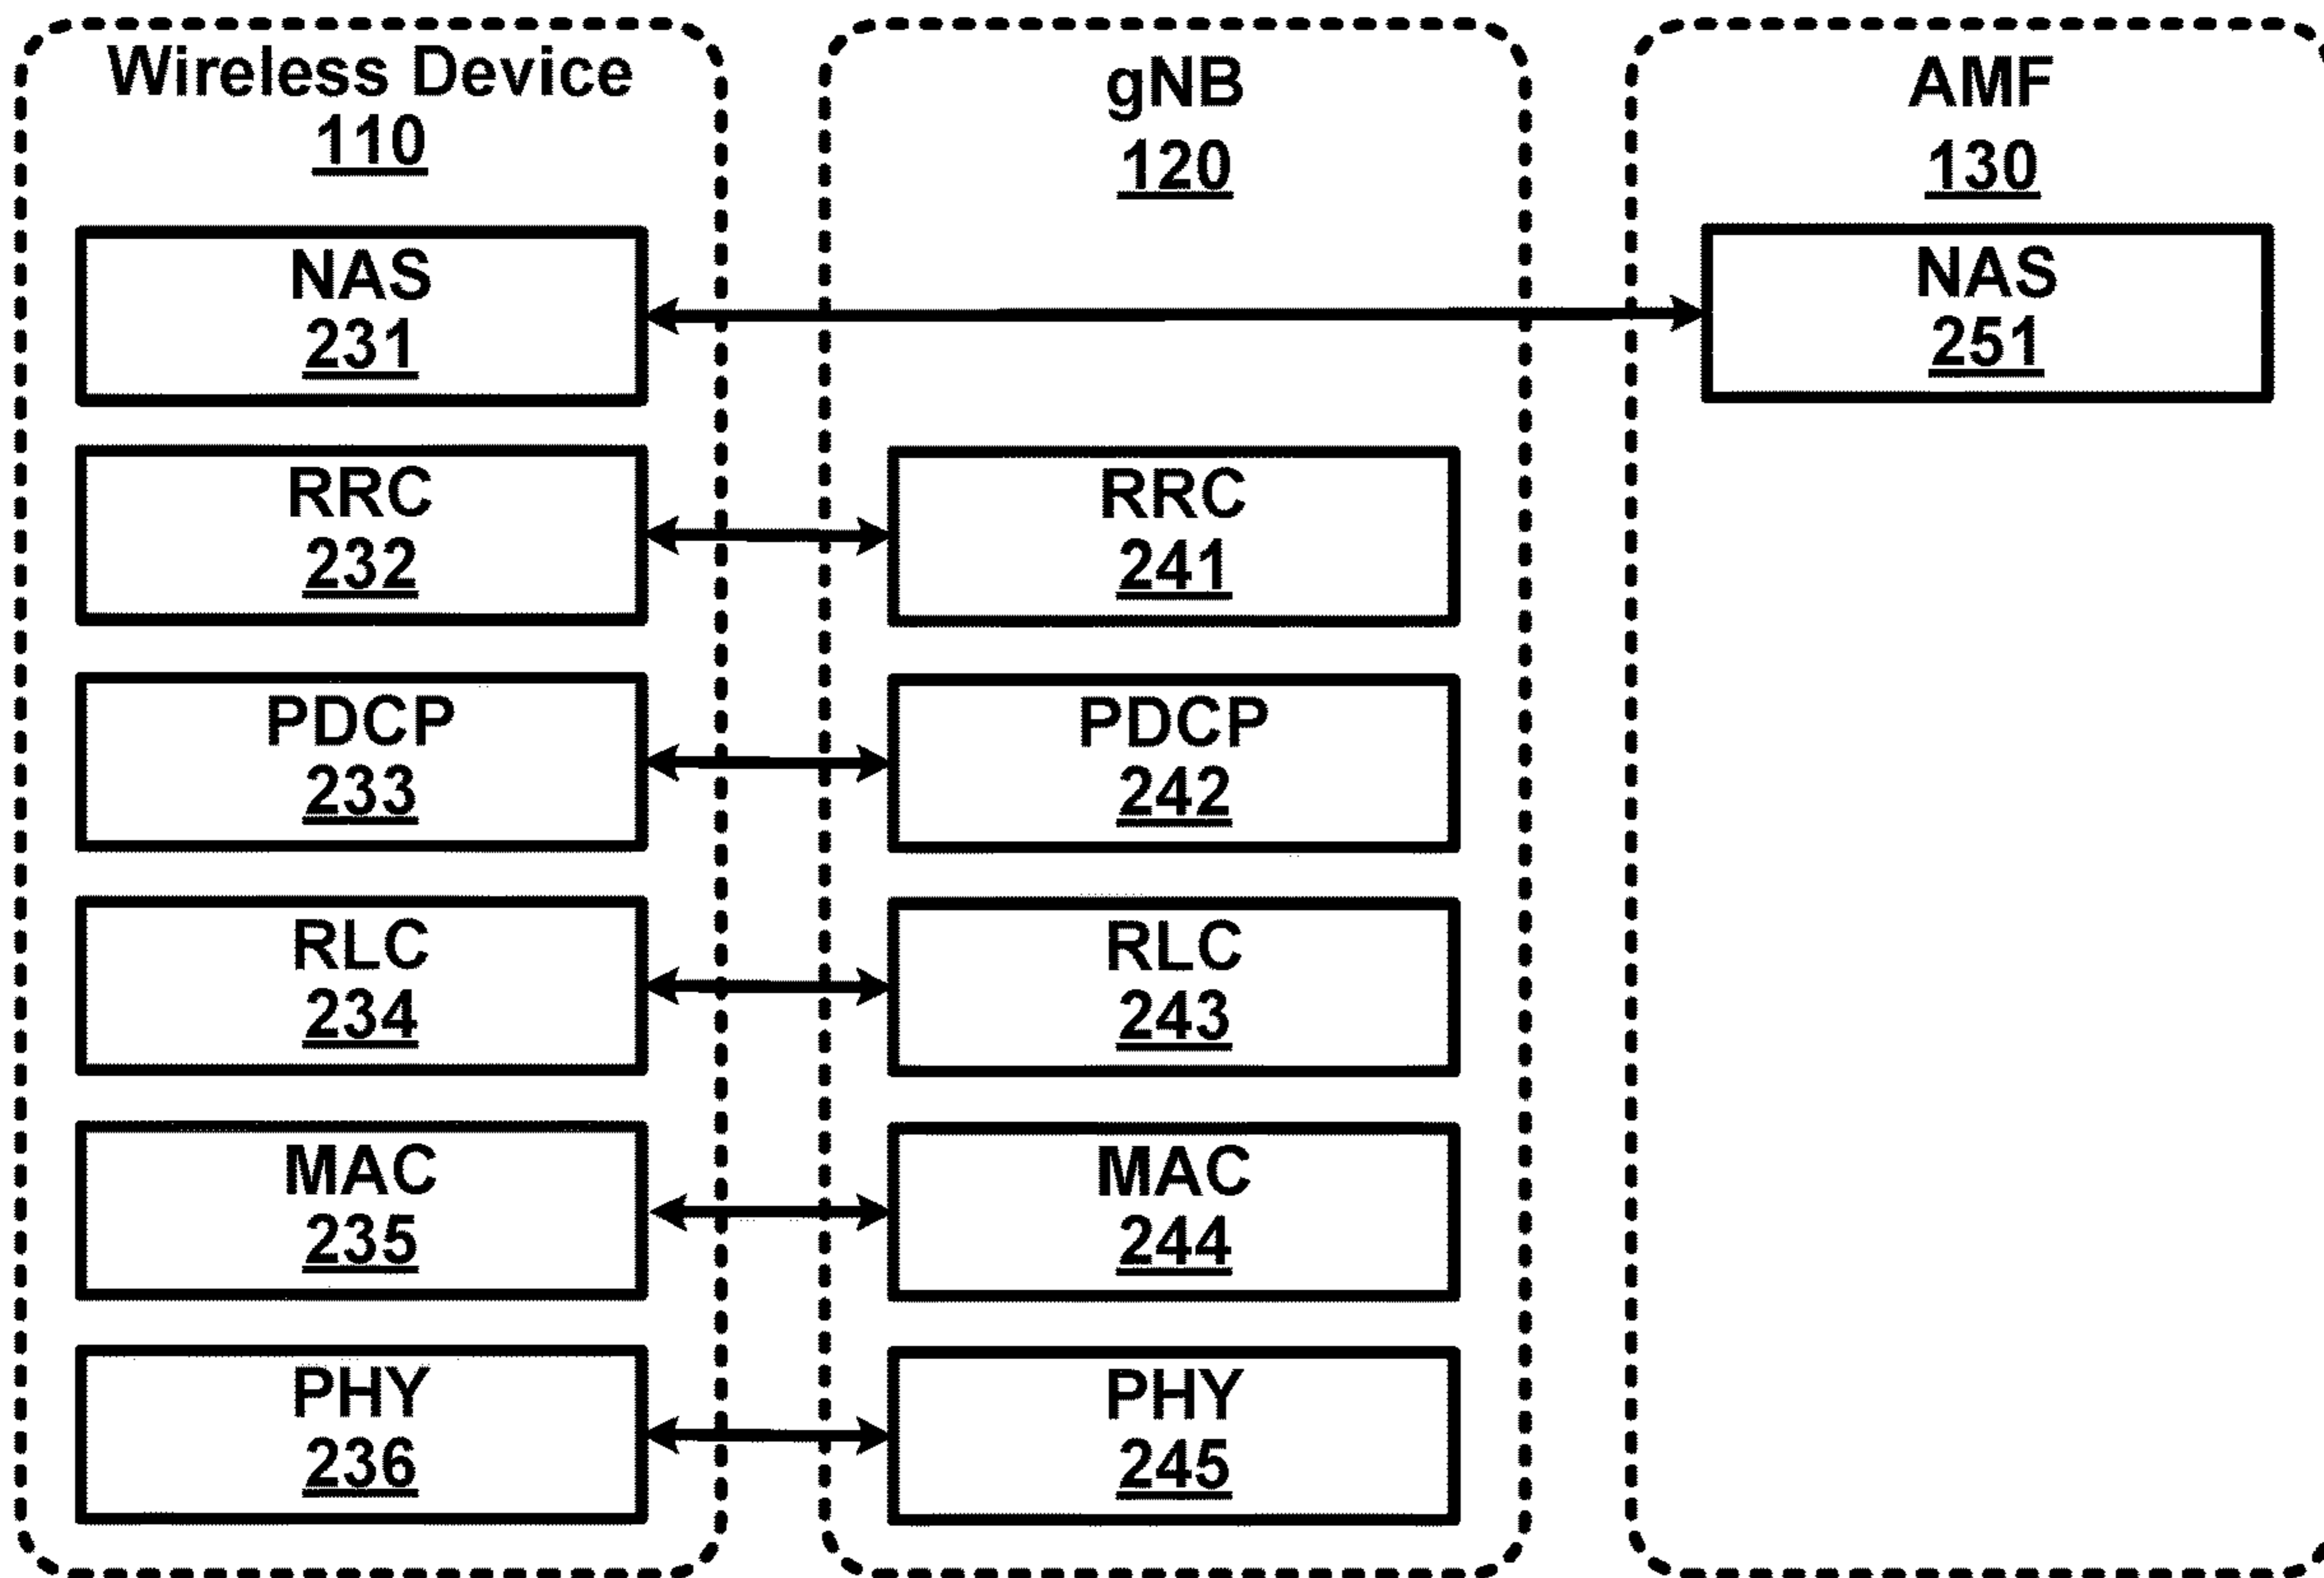 Wireless Device
110
gNB
120
AMF
130
NAS
231
NAS
251
RRC
232
RRC
241
PDCP
233
PDCP
242
RLC
234
RLC
243
MAC
235
MAC
244
PHY
236
PHY
245